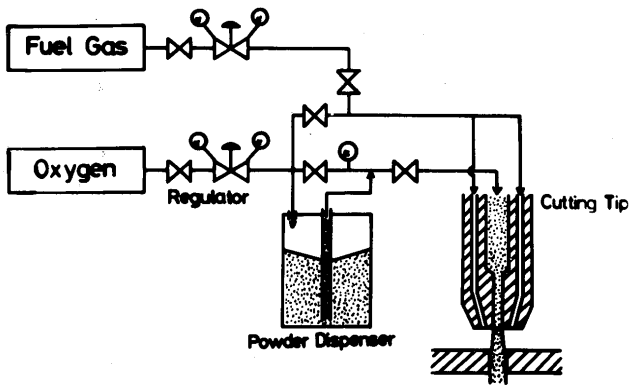 Fuel Gas
Oxygen
Regulator
Cutting Tip
Powder Dispenser